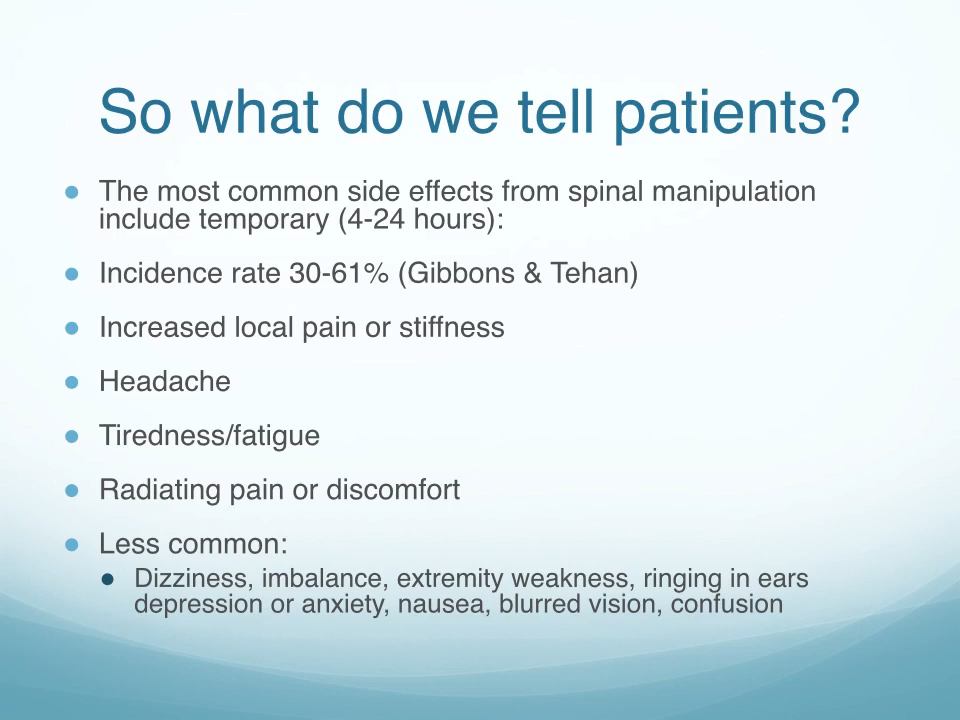 So what do we tell patients?
● The most common side effects from spinal manipulation
include temporary (4-24 hours):
● Incidence rate 30-61% (Gibbons & Tehan)
● Increased local pain or stiffness
● Headache
● Tiredness/fatigue
● Radiating pain or discomfort
● Less common:
● Dizziness, imbalance, extremity weakness, ringing in ears
depression or anxiety, nausea, blurred vision, confusion